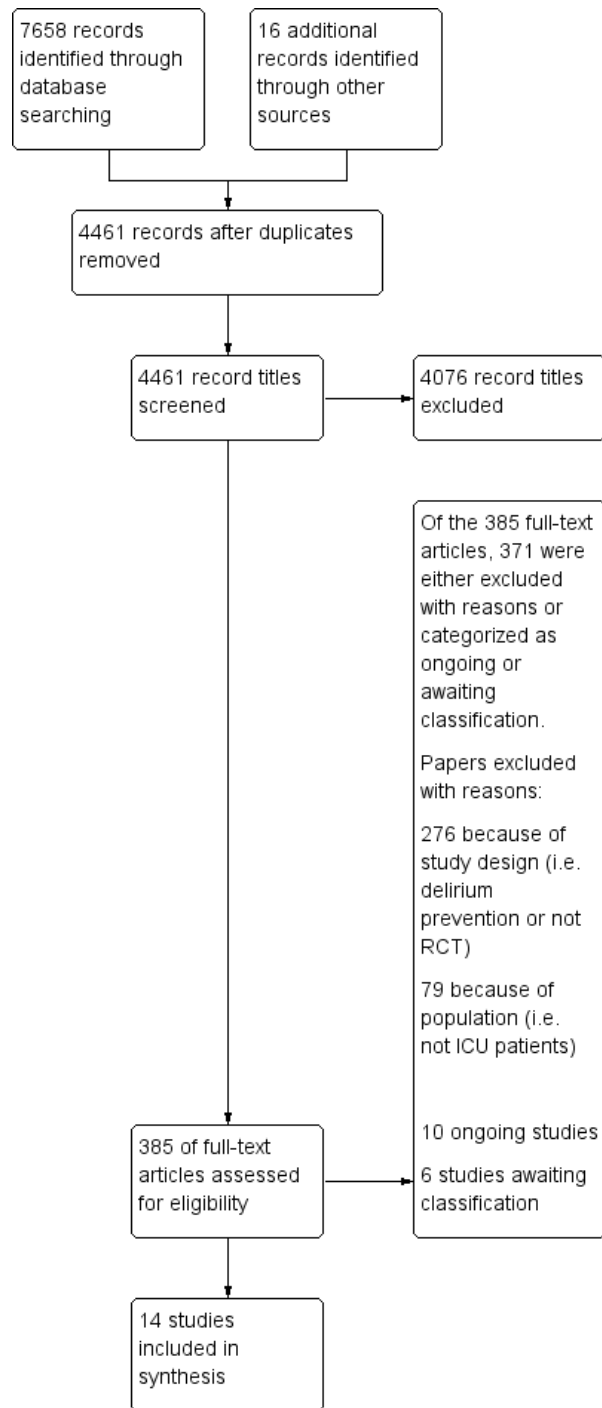 7658 records
identified through
database
searching
16 additional
records identified
through other
sources
4461 records after duplicates
removed
4461 record titles
screened
4076 record titles
excluded
Of the 385 full-text
articles, 371 were
either excluded
with reasons or
categorized as
ongoing or
awaiting
classification.
Papers excluded
with reasons:
276 because of
study design (i.e.
delirium
prevention or not
RCT)
79 because of
population (i.e.
not ICU patients)
10 ongoing studies
6 studies awaiting
classification
385 of full-text
articles assessed
for eligibility
14 studies
included in
synthesis